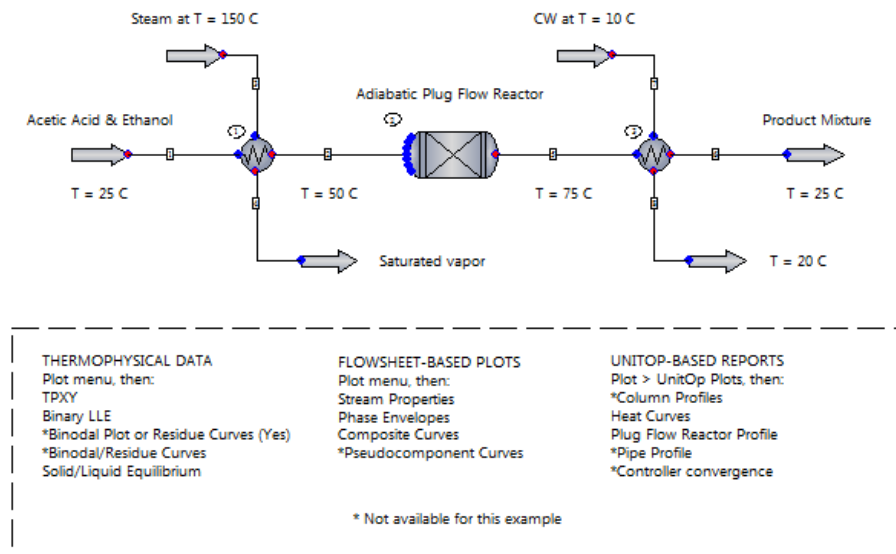 Steam at T = 150 C
CW at T = 10 C
Adiabatic Plug Flow Reactor
Acetic Acid & Ethanol
Product Mixture
1
2
3
T = 25 C
T = 50 C
T = 75 C
T = 25 C
Saturated vapor
T = 20 C
THERMOPHYSICAL DATA
Plot menu, then:
TPXY
Binary LLE
*Binodal Plot or Residue Curves (Yes)
*Binodal/Residue Curves
Solid/Liquid Equilibrium
FLOWSHEET-BASED PLOTS
Plot menu, then:
Stream Properties
Phase Envelopes
Composite Curves
*Pseudocomponent Curves
UNITOP-BASED REPORTS
Plot > UnitOp Plots, then:
*Column Profiles
Heat Curves
Plug Flow Reactor Profile
*Pipe Profile
*Controller convergence
* Not available for this example